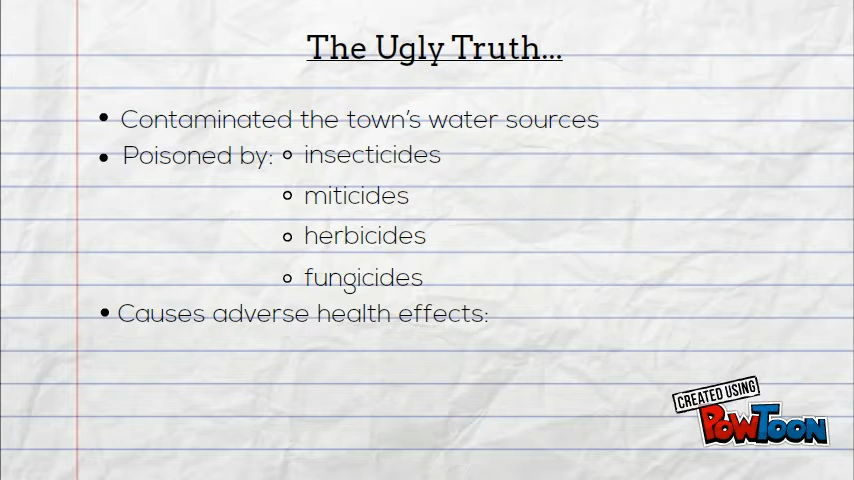 The Ugly Truth...
• Contaminated the town's water sources
• Poisoned by: ∘ insecticides
∘ miticides
∘ herbicides
∘ fungicides
• Causes adverse health effects:
CREATED USING
POWTOON